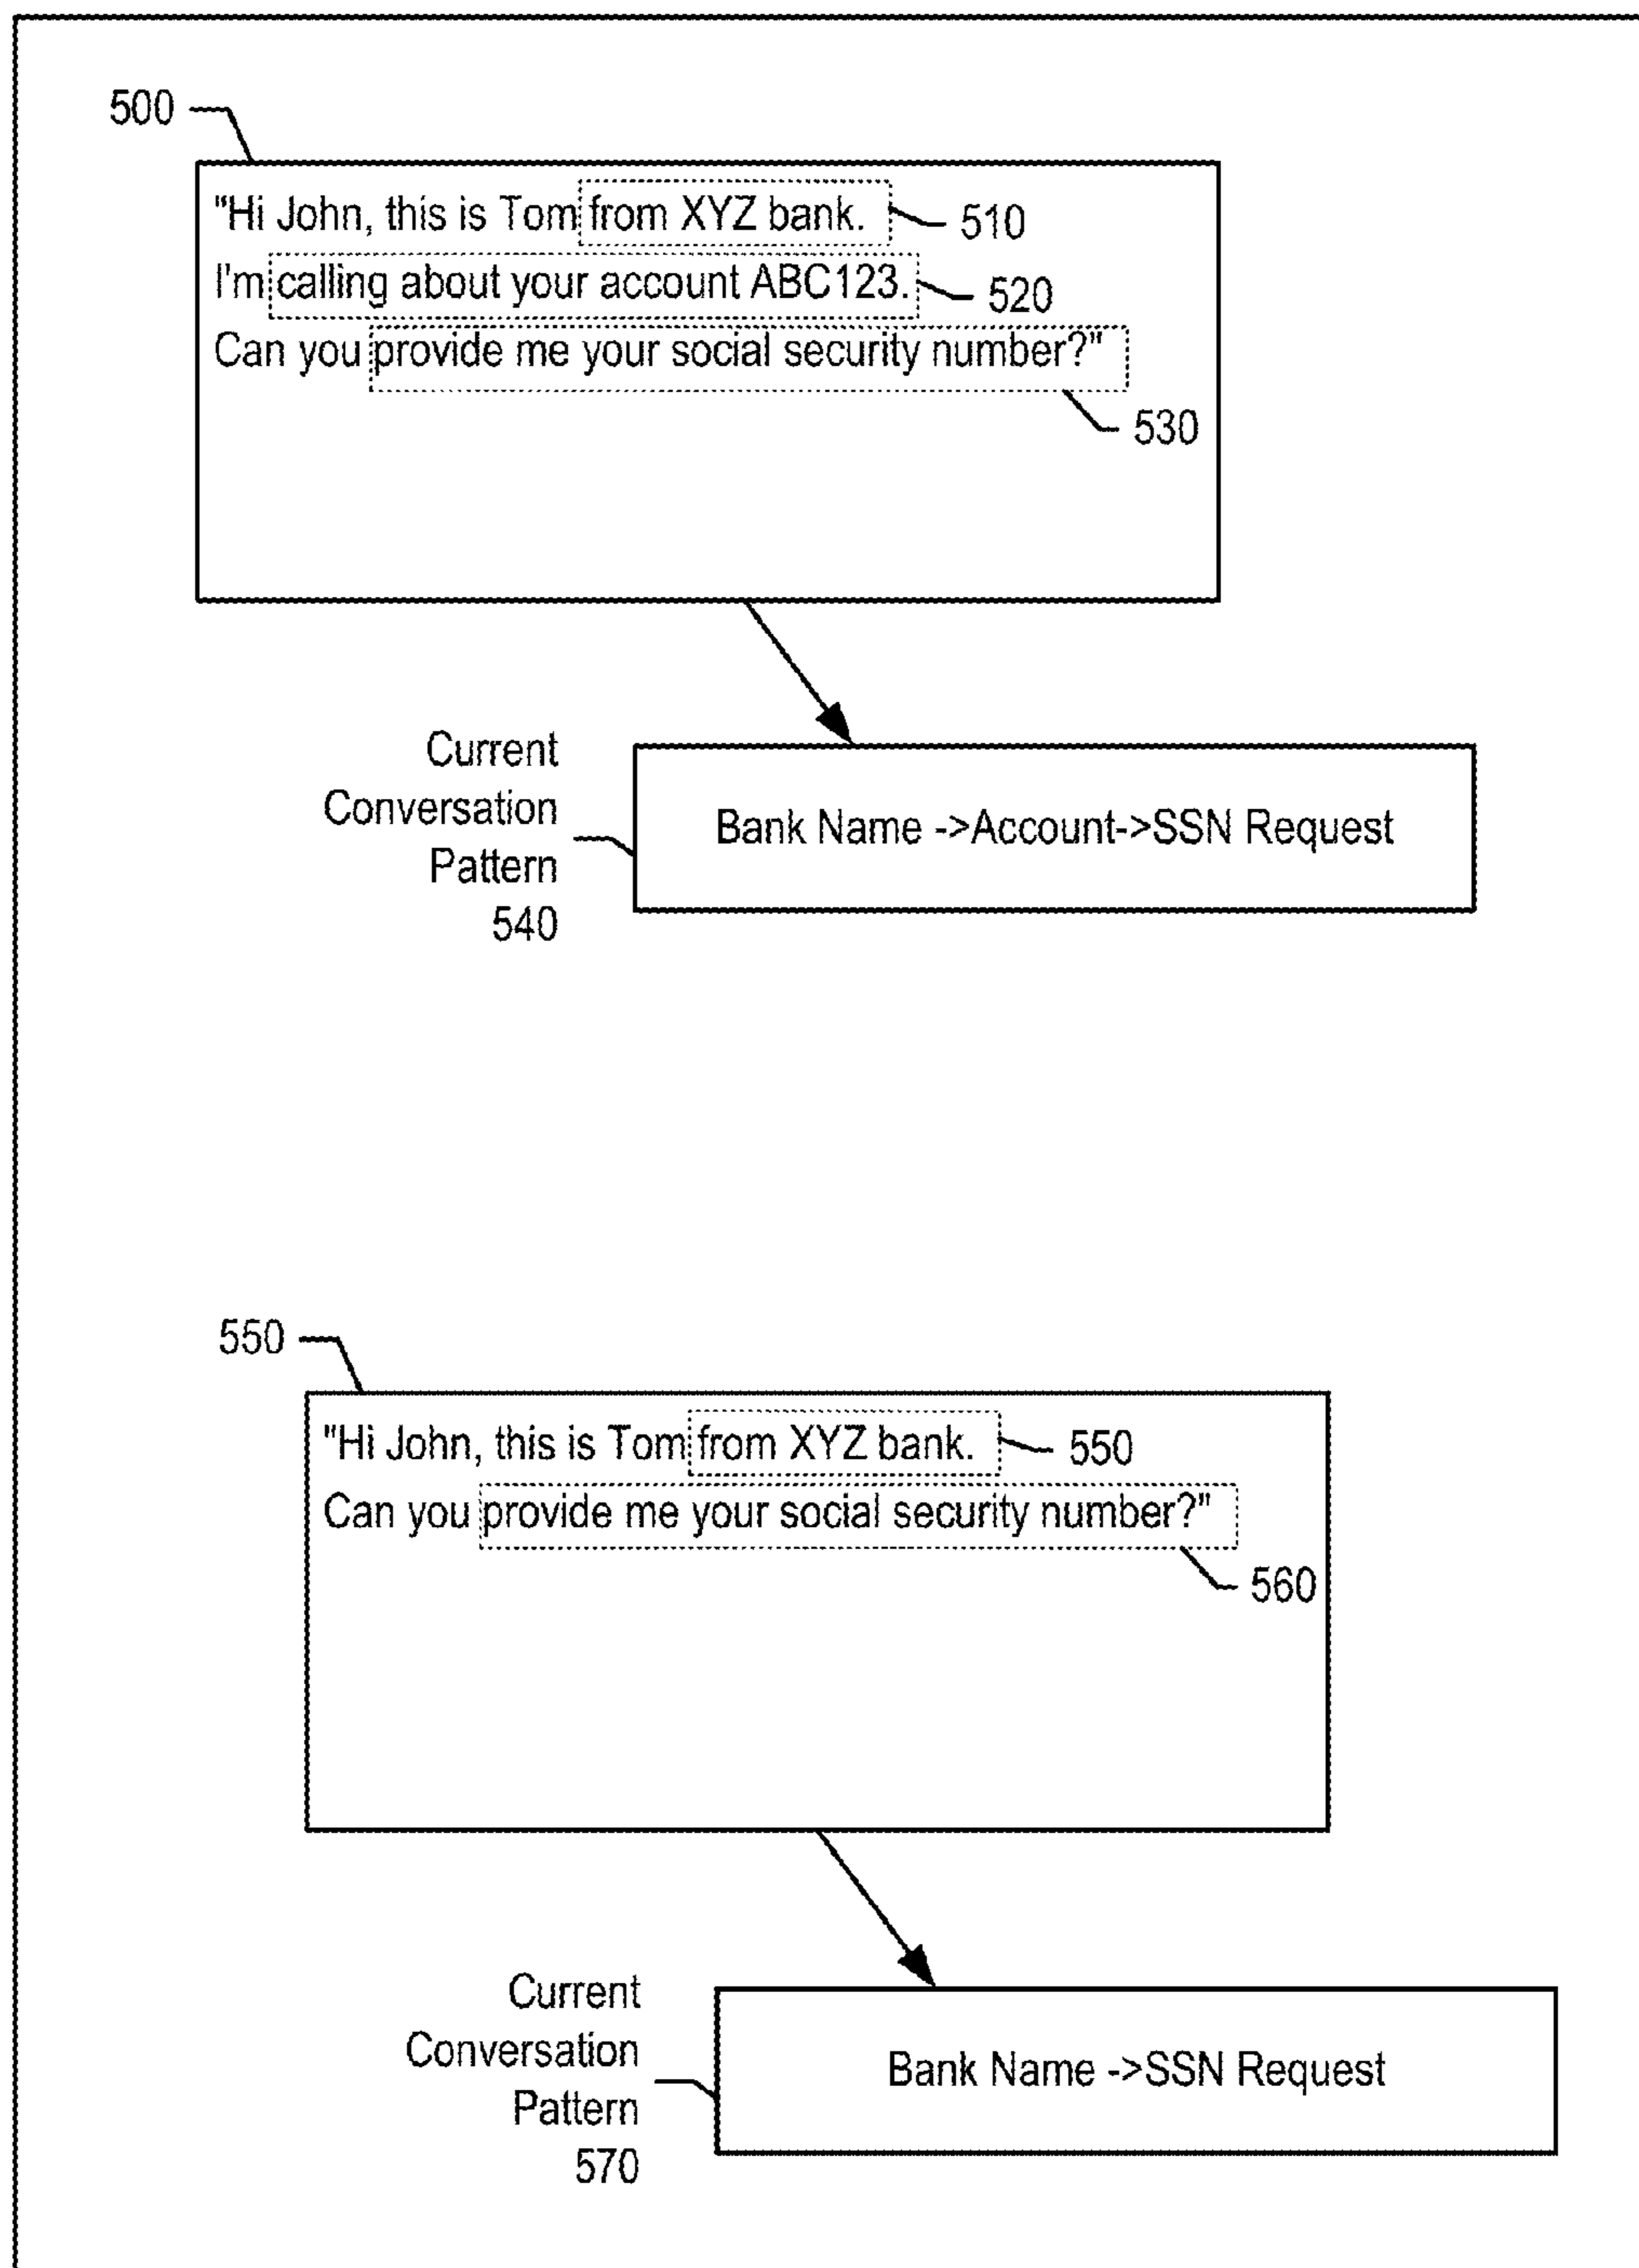 500
"Hi John, this is Tom from XYZ bank.
510
I'm calling about your account ABC123.
520
Can you provide me your social security number?"
530
Current
Conversation
Pattern
540
Bank Name ->Account->SSN Request
550
"Hi John, this is Tom from XYZ bank.
550
Can you provide me your social security number?"
560
Current
Conversation
Pattern
570
Bank Name ->SSN Request